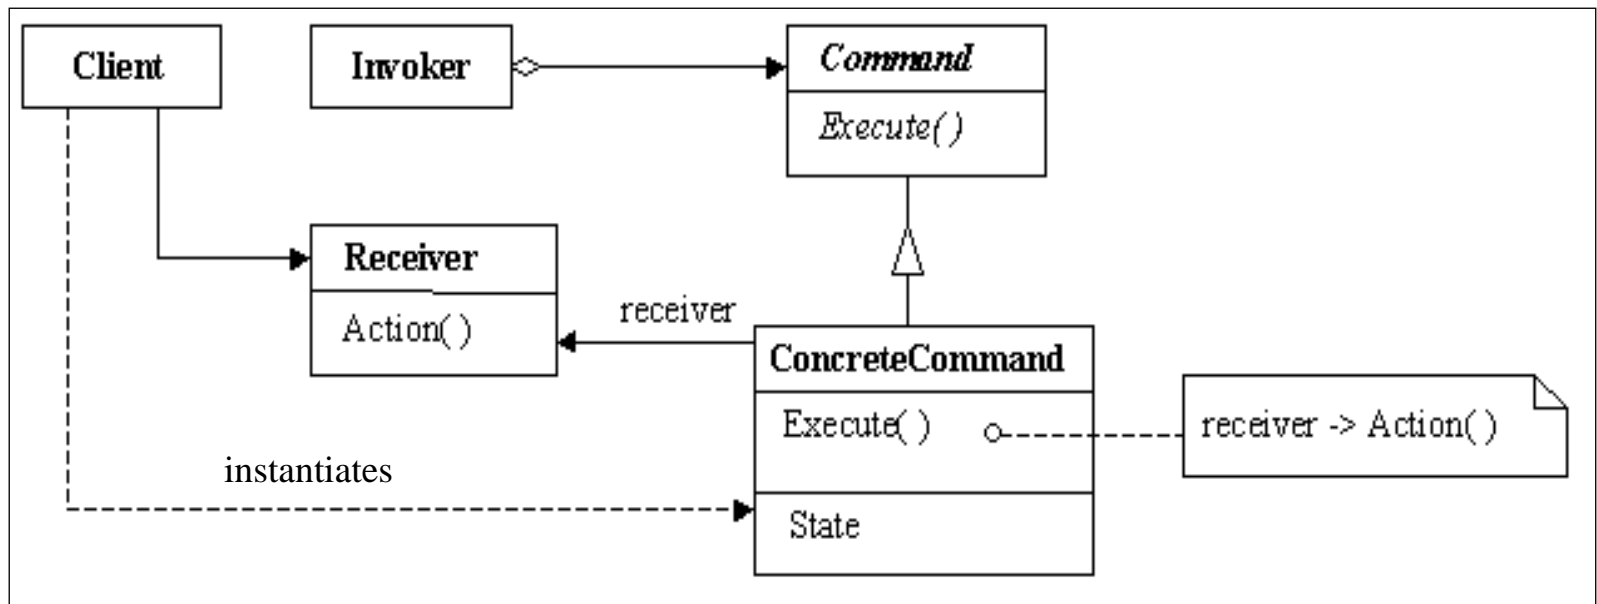 Client
Invoker
Command
Execute()
Receiver
Action()
receiver
ConcreteCommand
Execute()
receiver -> Action()
instantiates
State